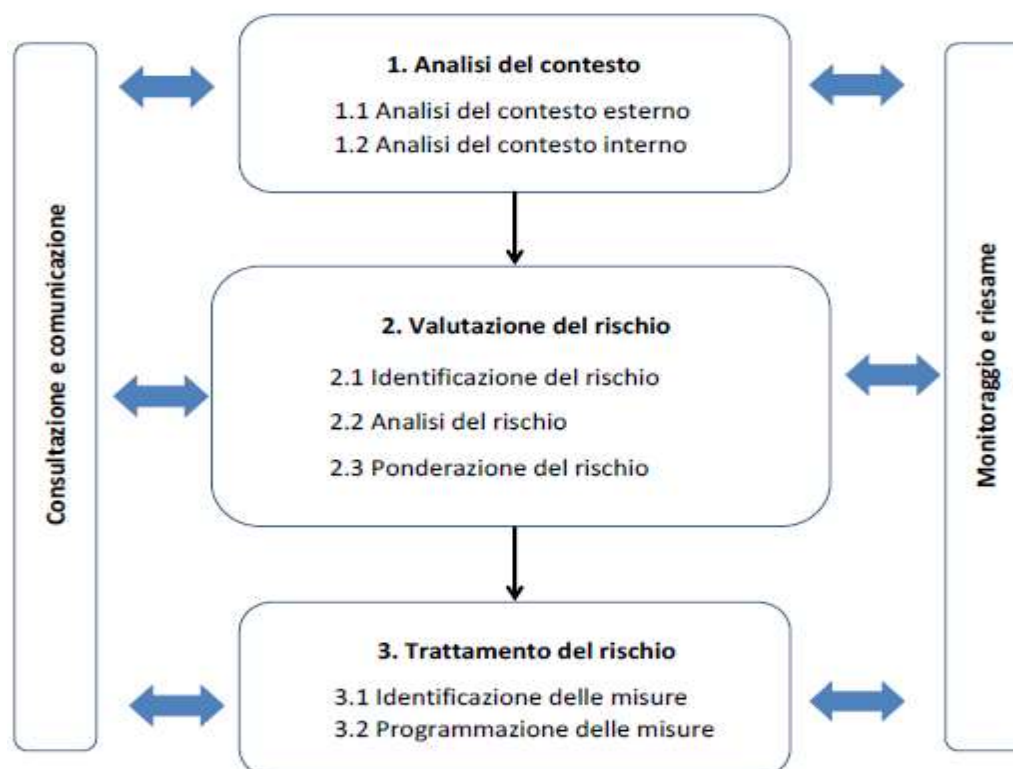 Consultazione e comunicazione
1. Analisi del contesto
1.1 Analisi del contesto esterno
1.2 Analisi del contesto interno
2. Valutazione del rischio
2.1 Identificazione del rischio
2.2 Analisi del rischio
2.3 Ponderazione del rischio
3. Trattamento del rischio
3.1 Identificazione delle misure
3.2 Programmazione delle misure
Monitoraggio e riesame